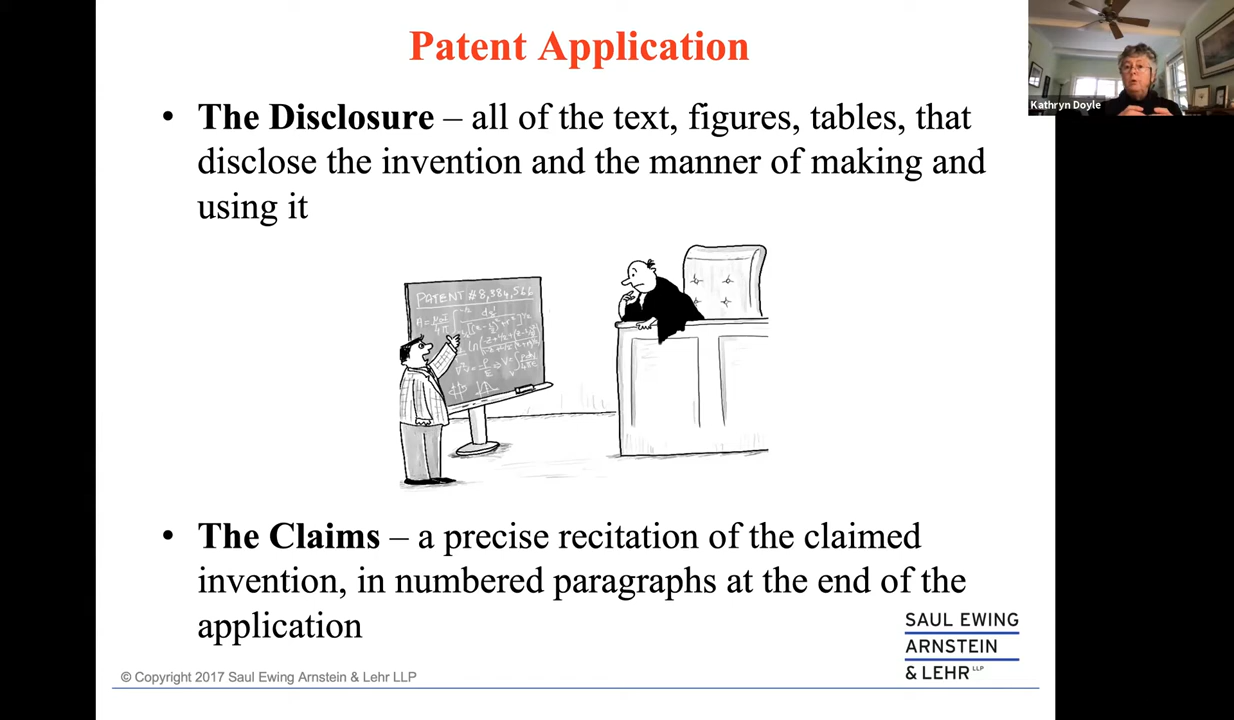 Patent Application
Kathryn Doyle
• The Disclosure – all of the text, figures, tables, that
disclose the invention and the manner of making and
using it
PATENT #8,384,566
• The Claims – a precise recitation of the claimed
invention, in numbered paragraphs at the end of the
application
SAUL EWING
ARNSTEIN
& LEHR LLP
© Copyright 2017 Saul Ewing Arnstein & Lehr LLP